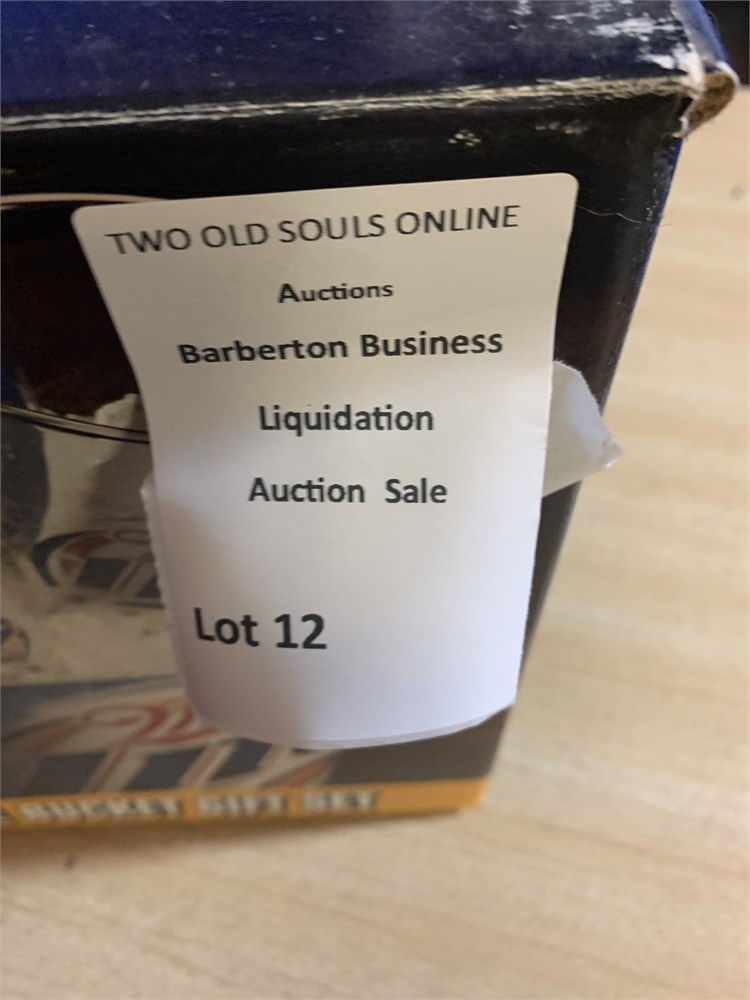 TWO OLD SOULS ONLINE
Auctions
Barberton Business
Liquidation
Auction Sale
Lot 12
BUCKET GIFT SET